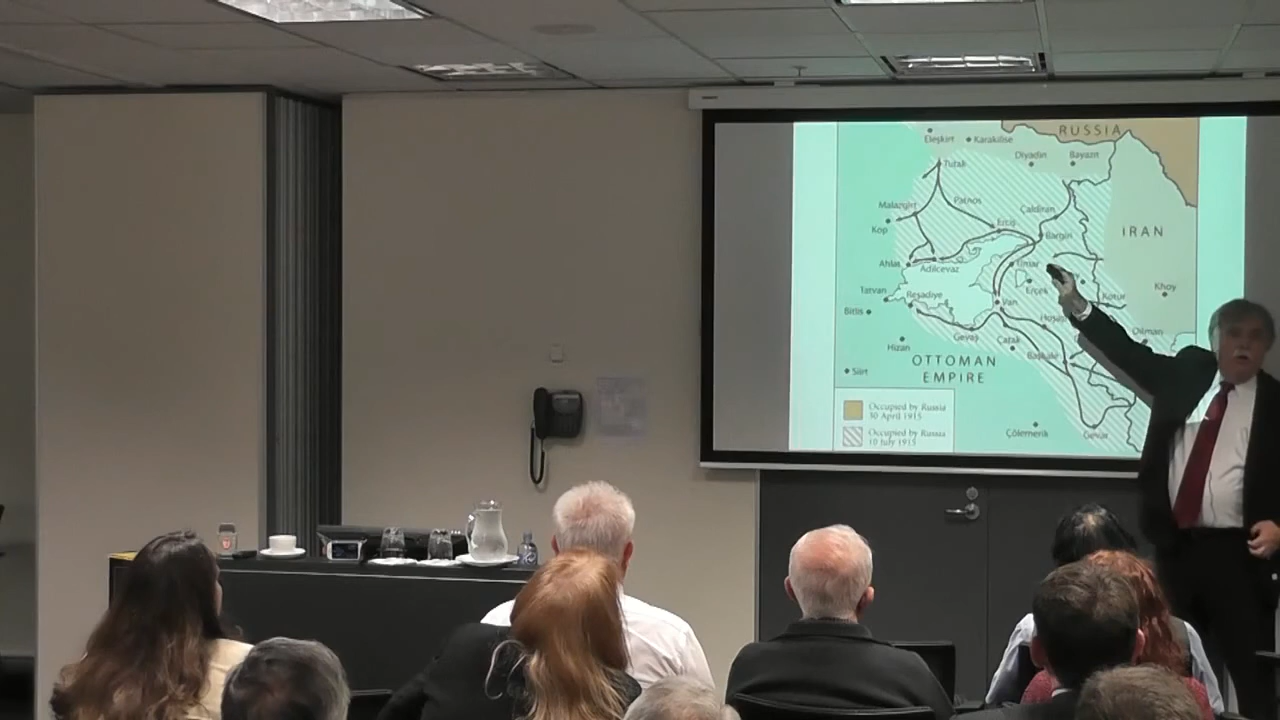 RUSSIA
Eleşkirt
Karakilise
Diyadin
Bayazıt
Tutak
Malazgirt
Patnos
Çaldıran
Kop
Erciş
Bargiri
IRAN
Ahlat
Adilcevaz
Timar
Tatvan
Reşadiye
Erçek
Khoy
Kotur
Bitlis
Van
Hoşap
Dilman
Gevaş
Çatak
Hizan
Başkale
OTTOMAN
EMPIRE
Siirt
Occupied by Russia
30 April 1915
Occupied by Russia
10 July 1915
Çölemerik
Gevar